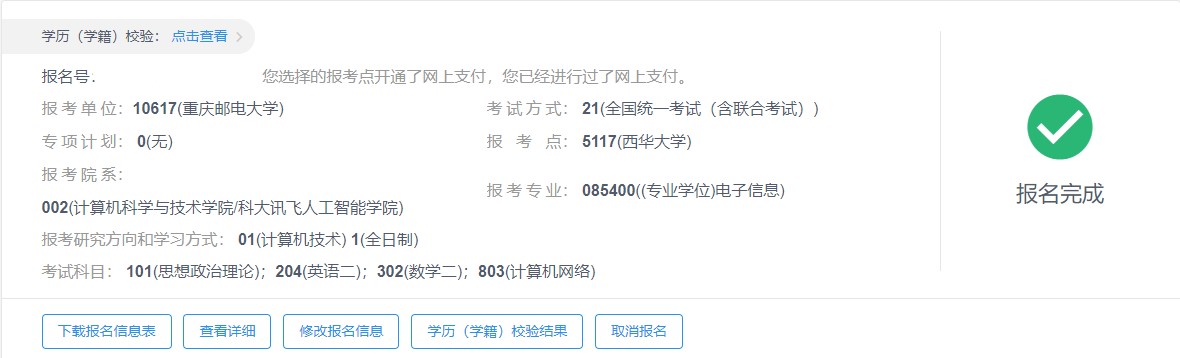 学历（学籍）校验： 点击查看 >
报名号. 您选择的报考点开通了网上支付，您已经进行过了网上支付。
报考单位：10617(重庆邮电大学) 考试方式：21(全国统一考试（含联合考试）)
专项计划：0(无) 报 考 点：5117(西华大学)
报考院系：
002(计算机科学与技术学院/科大讯飞人工智能学院)
报考专业：085400((专业学位)电子信息)
报考研究方向和学习方式：01(计算机技术) 1(全日制)
考试科目：101(思想政治理论)；204(英语二)；302(数学二)；803(计算机网络)
报名完成
下载报名信息表 查看详细 修改报名信息 学历（学籍）校验结果 取消报名